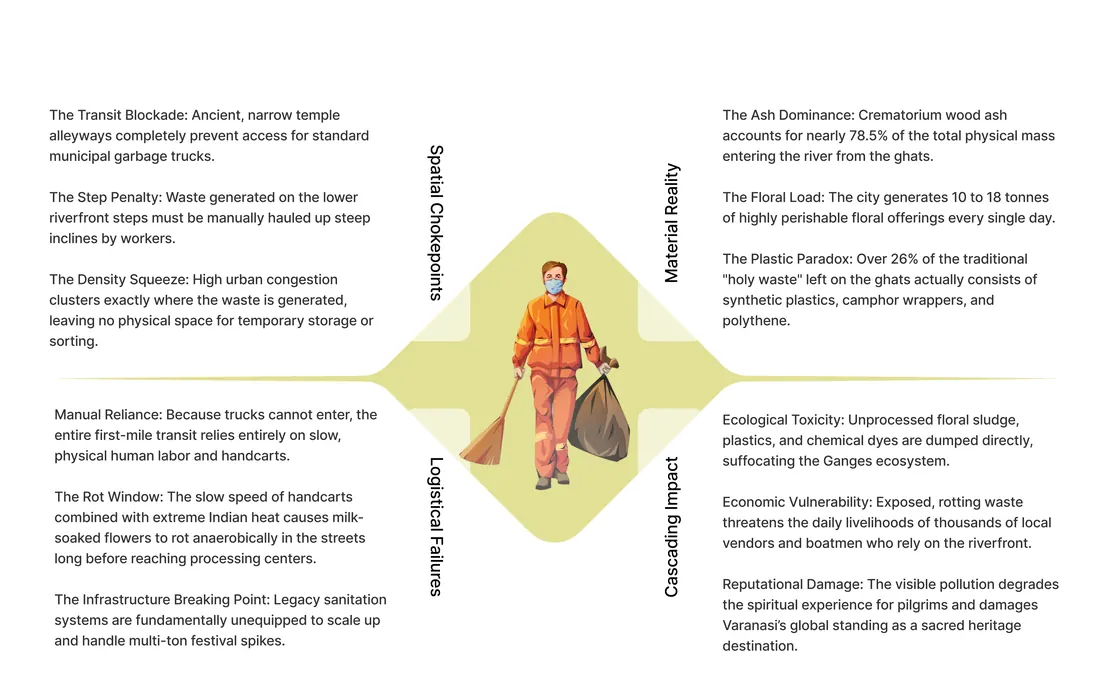 Spatial Chokepoints
The Transit Blockade: Ancient, narrow temple
alleyways completely prevent access for standard
municipal garbage trucks.
The Step Penalty: Waste generated on the lower
riverfront steps must be manually hauled up steep
inclines by workers.
The Density Squeeze: High urban congestion
clusters exactly where the waste is generated,
leaving no physical space for temporary storage or
sorting.
Material Reality
The Ash Dominance: Crematorium wood ash
accounts for nearly 78.5% of the total physical mass
entering the river from the ghats.
The Floral Load: The city generates 10 to 18 tonnes
of highly perishable floral offerings every single day.
The Plastic Paradox: Over 26% of the traditional
"holy waste" left on the ghats actually consists of
synthetic plastics, camphor wrappers, and
polythene.
Logistical Failures
Manual Reliance: Because trucks cannot enter, the
entire first-mile transit relies entirely on slow,
physical human labor and handcarts.
The Rot Window: The slow speed of handcarts
combined with extreme Indian heat causes milk-
soaked flowers to rot anaerobically in the streets
long before reaching processing centers.
The Infrastructure Breaking Point: Legacy sanitation
systems are fundamentally unequipped to scale up
and handle multi-ton festival spikes.
Cascading Impact
Ecological Toxicity: Unprocessed floral sludge,
plastics, and chemical dyes are dumped directly,
suffocating the Ganges ecosystem.
Economic Vulnerability: Exposed, rotting waste
threatens the daily livelihoods of thousands of local
vendors and boatmen who rely on the riverfront.
Reputational Damage: The visible pollution degrades
the spiritual experience for pilgrims and damages
Varanasi's global standing as a sacred heritage
destination.